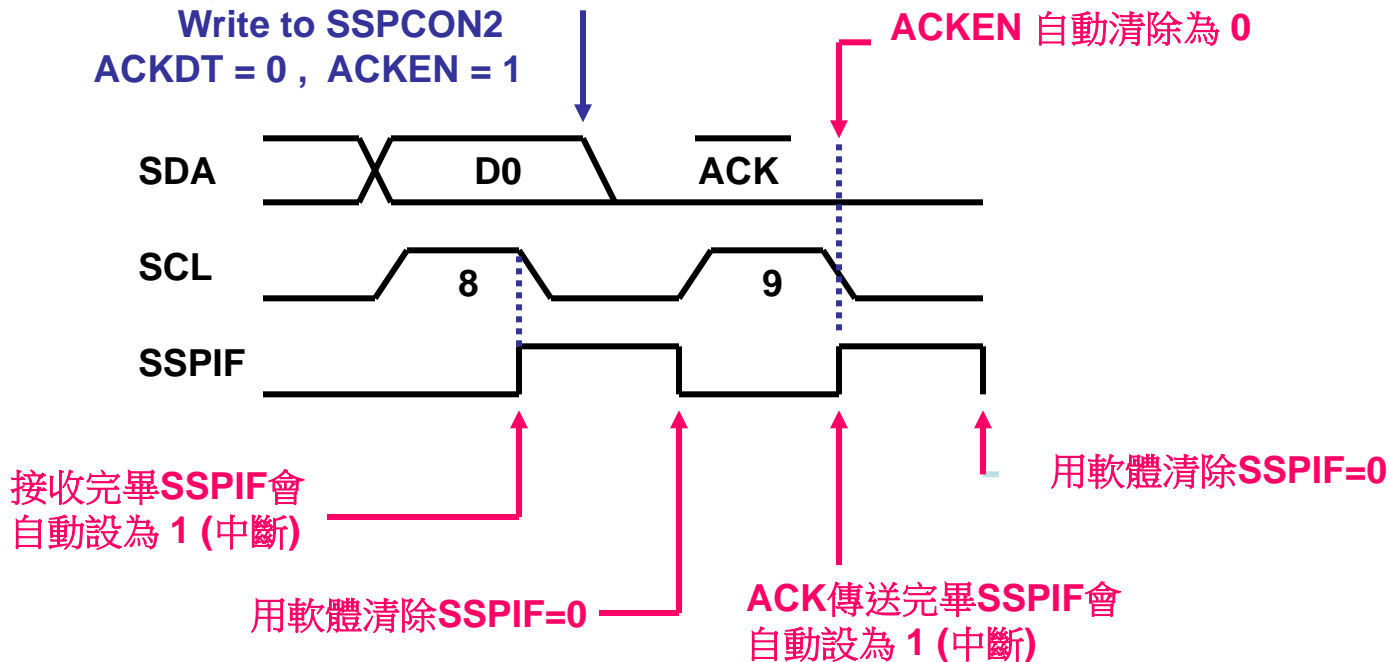 Write to SSPCON2
ACKDT = 0 , ACKEN = 1
ACKEN 自動清除為 0
SDA
D0
ACK
SCL
8
9
SSPIF
接收完畢SSPIF會
自動設為 1 (中斷)
用軟體清除SSPIF=0
用軟體清除SSPIF=0
ACK傳送完畢SSPIF會
自動設為 1 (中斷)